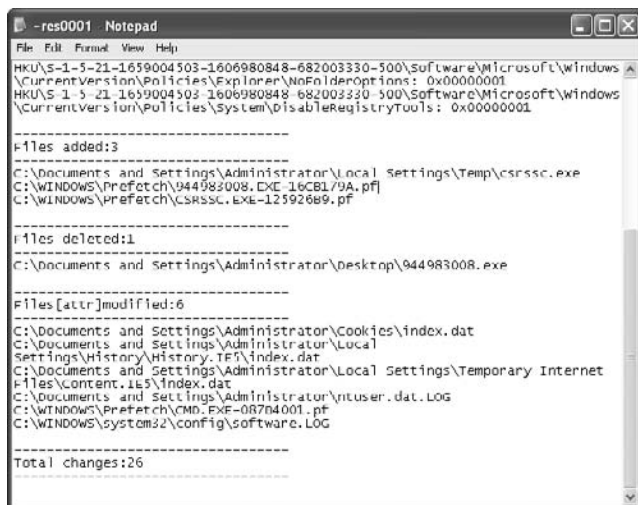 ~res0001 - Notepad
File Edit Format View Help
HKU\S-1-5-21-1659004503-1606980848-682003330-500\Software\Microsoft\Windows
\CurrentVersion\Policies\Explorer\NoFolderOptions: 0x00000001
HKU\S-1-5-21-1659004503-1606980848-682003330-500\Software\Microsoft\Windows
\CurrentVersion\Policies\System\DisableRegistryTools: 0x00000001
----------------------------------
Files added:3
----------------------------------
C:\Documents and Settings\Administrator\Local Settings\Temp\csrssc.exe
C:\WINDOWS\Prefetch\944983008.EXE-16CB179A.pf
C:\WINDOWS\Prefetch\CSRSSC.EXE-125926B9.pf
----------------------------------
Files deleted:1
----------------------------------
C:\Documents and Settings\Administrator\Desktop\944983008.exe
----------------------------------
Files[attr]modified:6
----------------------------------
C:\Documents and Settings\Administrator\Cookies\index.dat
C:\Documents and Settings\Administrator\Local
Settings\History\History.IE5\index.dat
C:\Documents and Settings\Administrator\Local Settings\Temporary Internet
Files\Content.IE5\index.dat
C:\Documents and Settings\Administrator\ntuser.dat.LOG
C:\WINDOWS\Prefetch\CMD.EXE-087D4001.pf
C:\WINDOWS\system32\config\software.LOG
----------------------------------
Total changes:26
----------------------------------